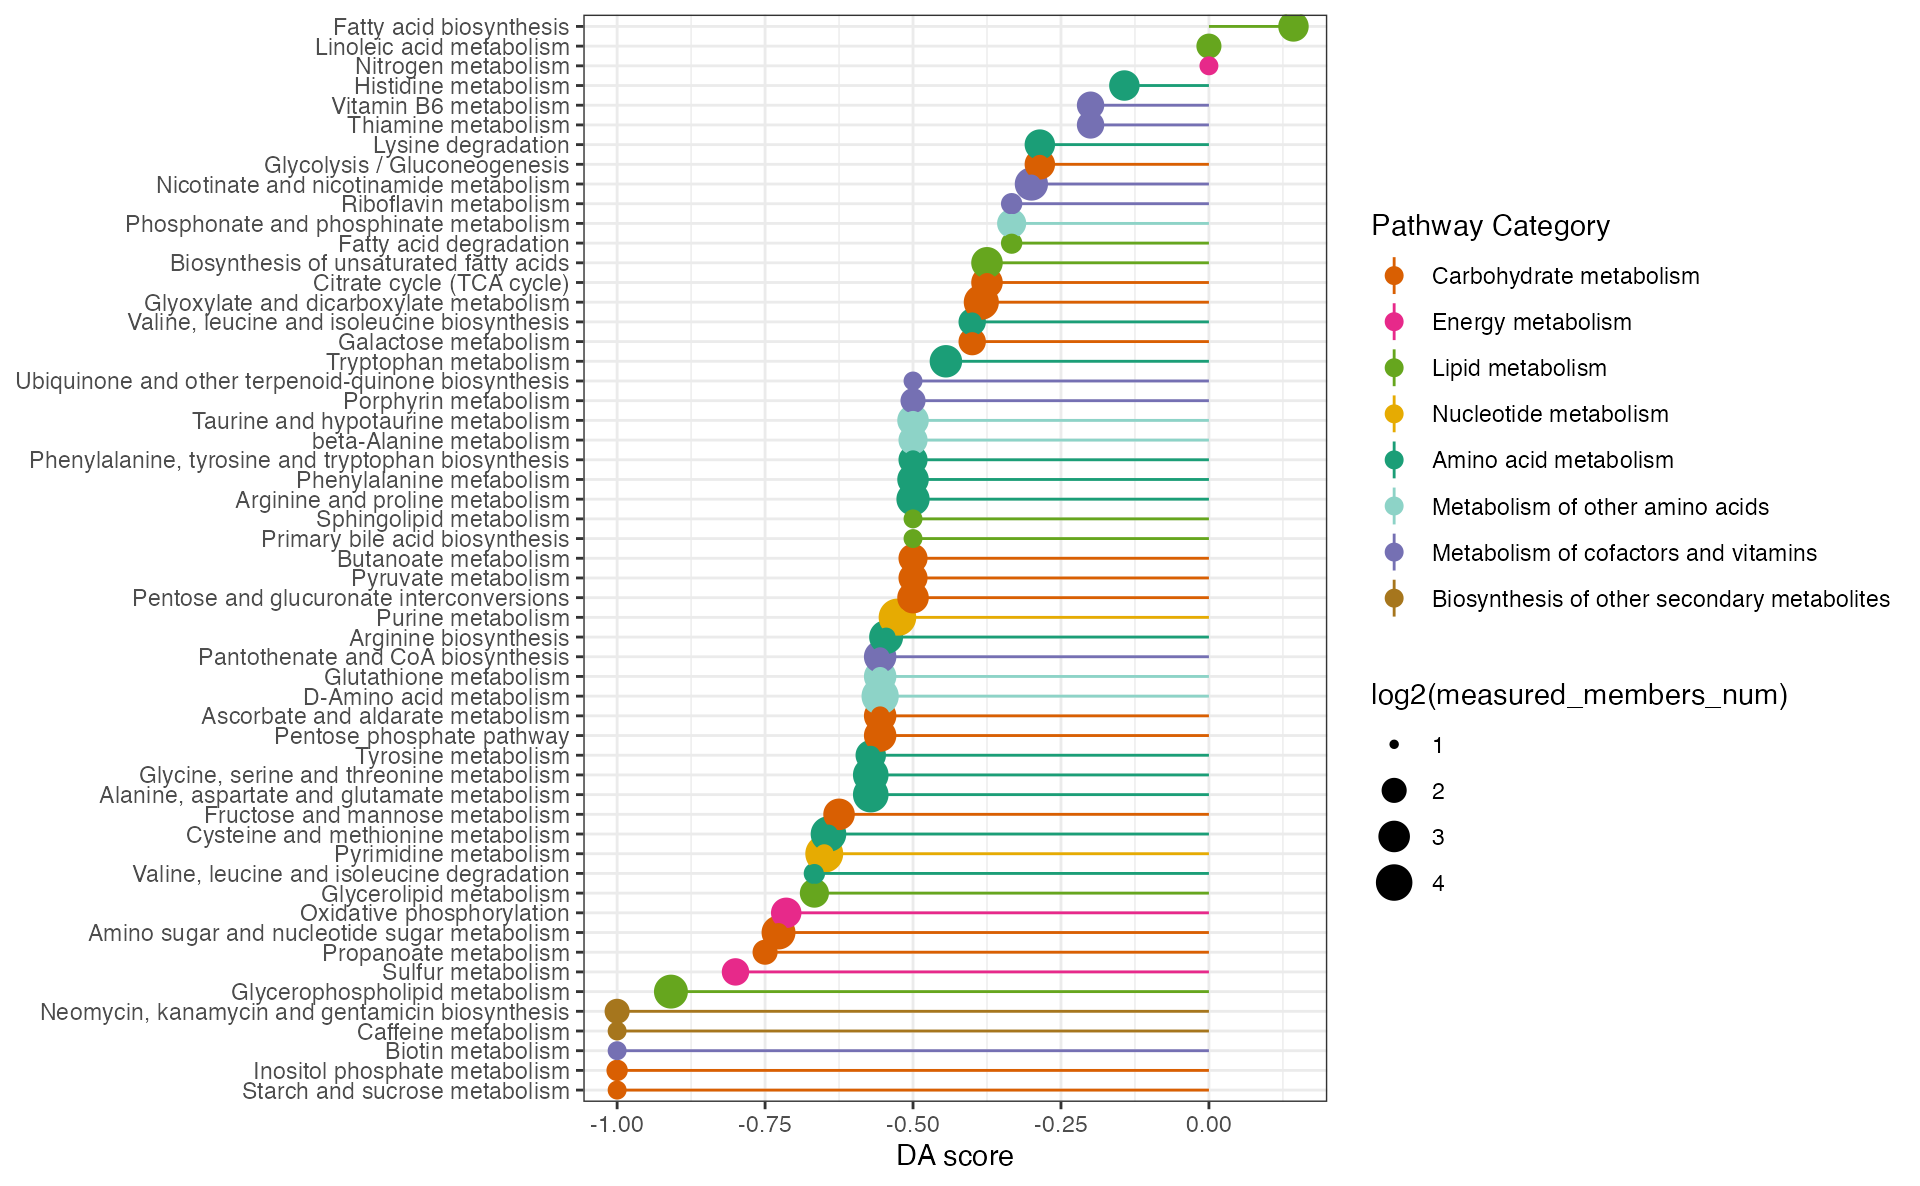 Fatty acid biosynthesis
Linoleic acid metabolism
Nitrogen metabolism
Histidine metabolism
Vitamin B6 metabolism
Thiamine metabolism
Lysine degradation
Glycolysis / Gluconeogenesis
Nicotinate and nicotinamide metabolism
Riboflavin metabolism
Phosphonate and phosphinate metabolism
Fatty acid degradation
Biosynthesis of unsaturated fatty acids
Citrate cycle (TCA cycle)
Glyoxylate and dicarboxylate metabolism
Valine, leucine and isoleucine biosynthesis
Galactose metabolism
Tryptophan metabolism
Ubiquinone and other terpenoid-quinone biosynthesis
Porphyrin metabolism
Taurine and hypotaurine metabolism
beta-Alanine metabolism
Phenylalanine, tyrosine and tryptophan biosynthesis
Phenylalanine metabolism
Arginine and proline metabolism
Sphingolipid metabolism
Primary bile acid biosynthesis
Butanoate metabolism
Pyruvate metabolism
Pentose and glucuronate interconversions
Purine metabolism
Arginine biosynthesis
Pantothenate and CoA biosynthesis
Glutathione metabolism
D-Amino acid metabolism
Ascorbate and aldarate metabolism
Pentose phosphate pathway
Tyrosine metabolism
Glycine, serine and threonine metabolism
Alanine, aspartate and glutamate metabolism
Fructose and mannose metabolism
Cysteine and methionine metabolism
Pyrimidine metabolism
Valine, leucine and isoleucine degradation
Glycerolipid metabolism
Oxidative phosphorylation
Amino sugar and nucleotide sugar metabolism
Propanoate metabolism
Sulfur metabolism
Glycerophospholipid metabolism
Neomycin, kanamycin and gentamicin biosynthesis
Caffeine metabolism
Biotin metabolism
Inositol phosphate metabolism
Starch and sucrose metabolism
-1.00 -0.75 -0.50 -0.25 0.00
DA score
Pathway Category
Carbohydrate metabolism
Energy metabolism
Lipid metabolism
Nucleotide metabolism
Amino acid metabolism
Metabolism of other amino acids
Metabolism of cofactors and vitamins
Biosynthesis of other secondary metabolites
log2(measured_members_num)
1
2
3
4